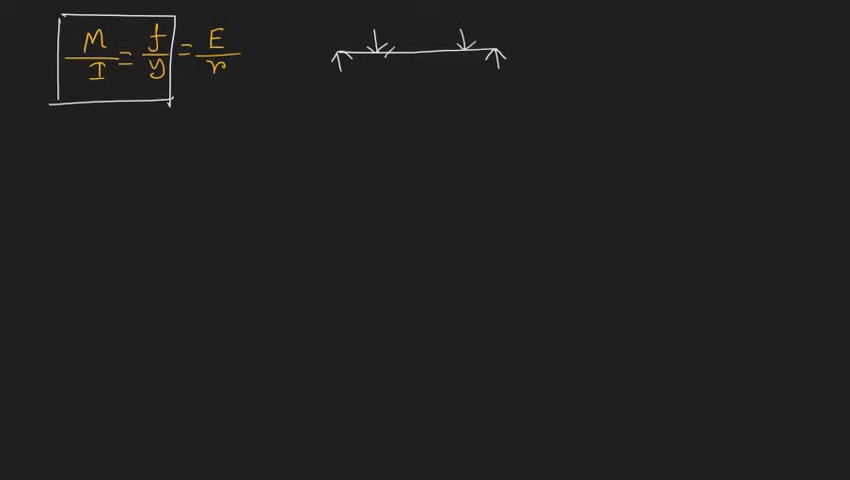 M/I = f/y = E/r